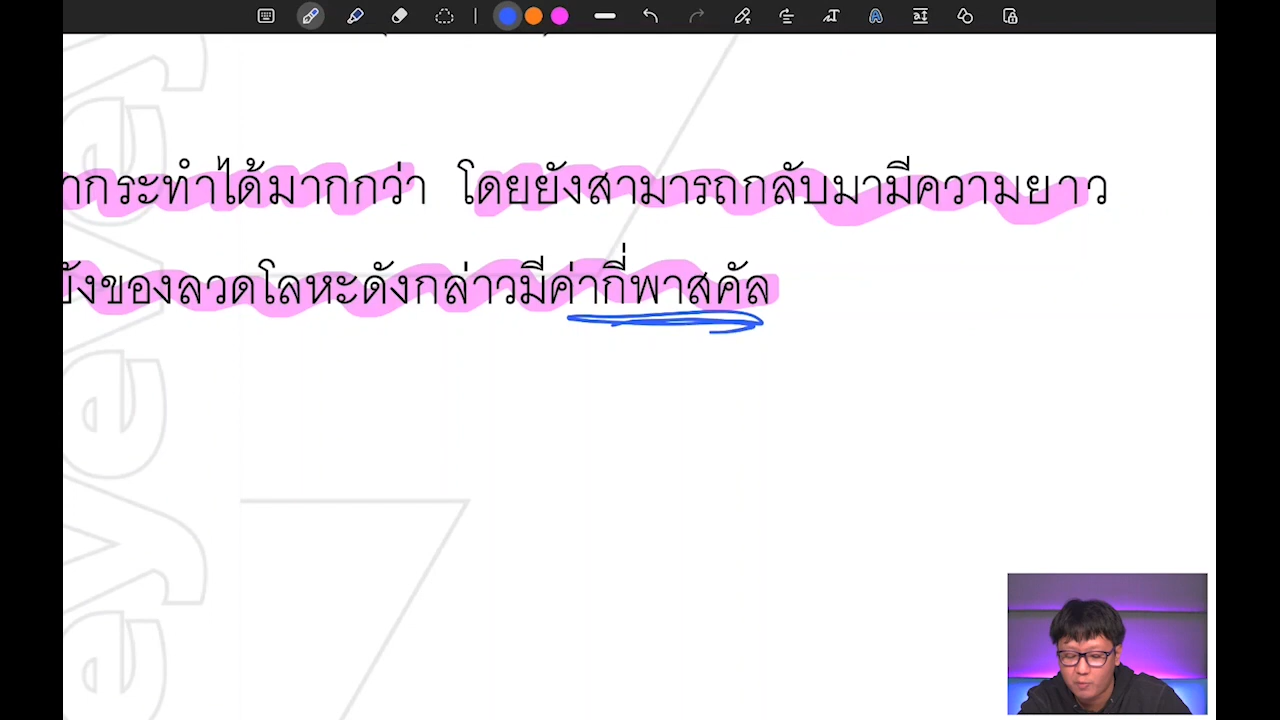 ากระทำได้มากกว่า โดยยังสามารถกลับมามีความยาว
ยังของลวดโลหะดังกล่าวมีค่ากี่พาสคัล